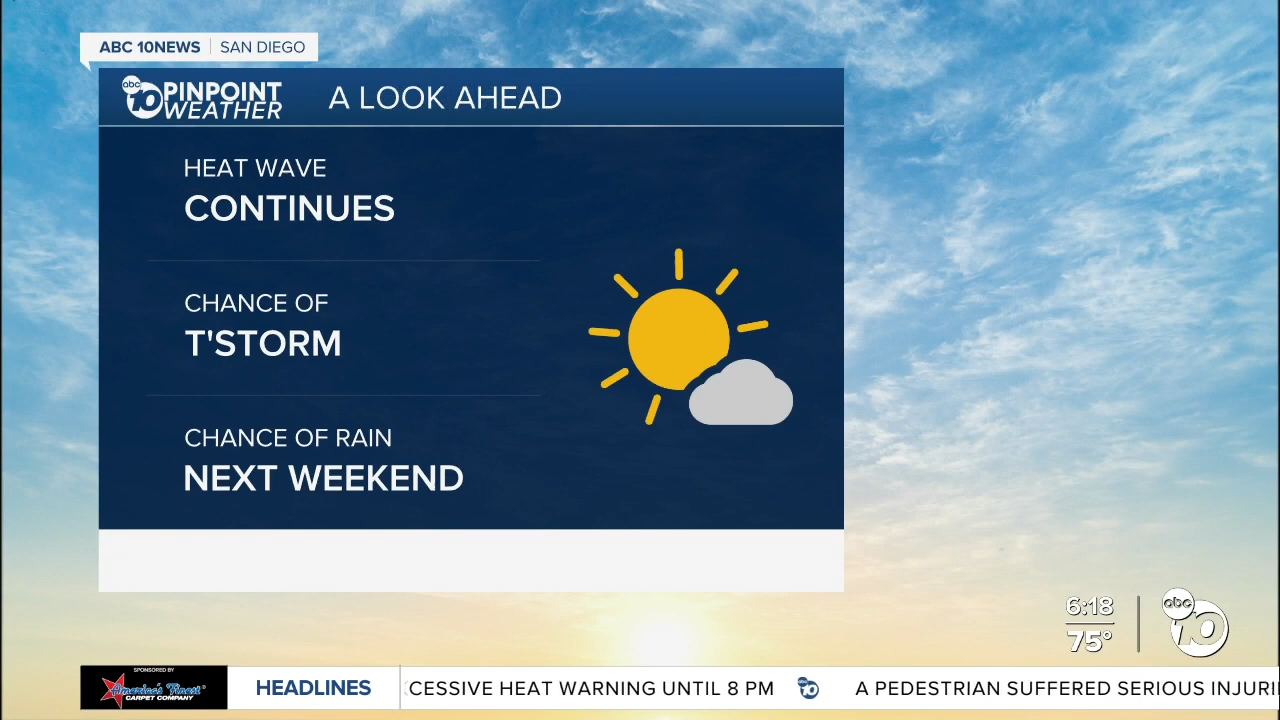 ABC 10NEWS | SAN DIEGO
abc 10 PINPOINT WEATHER
A LOOK AHEAD
HEAT WAVE
CONTINUES
CHANCE OF
T'STORM
CHANCE OF RAIN
NEXT WEEKEND
6:18
75°
abc 10
SPONSORED BY
America's Finest
CARPET COMPANY
HEADLINES
CESSIVE HEAT WARNING UNTIL 8 PM abc 10 A PEDESTRIAN SUFFERED SERIOUS INJURI